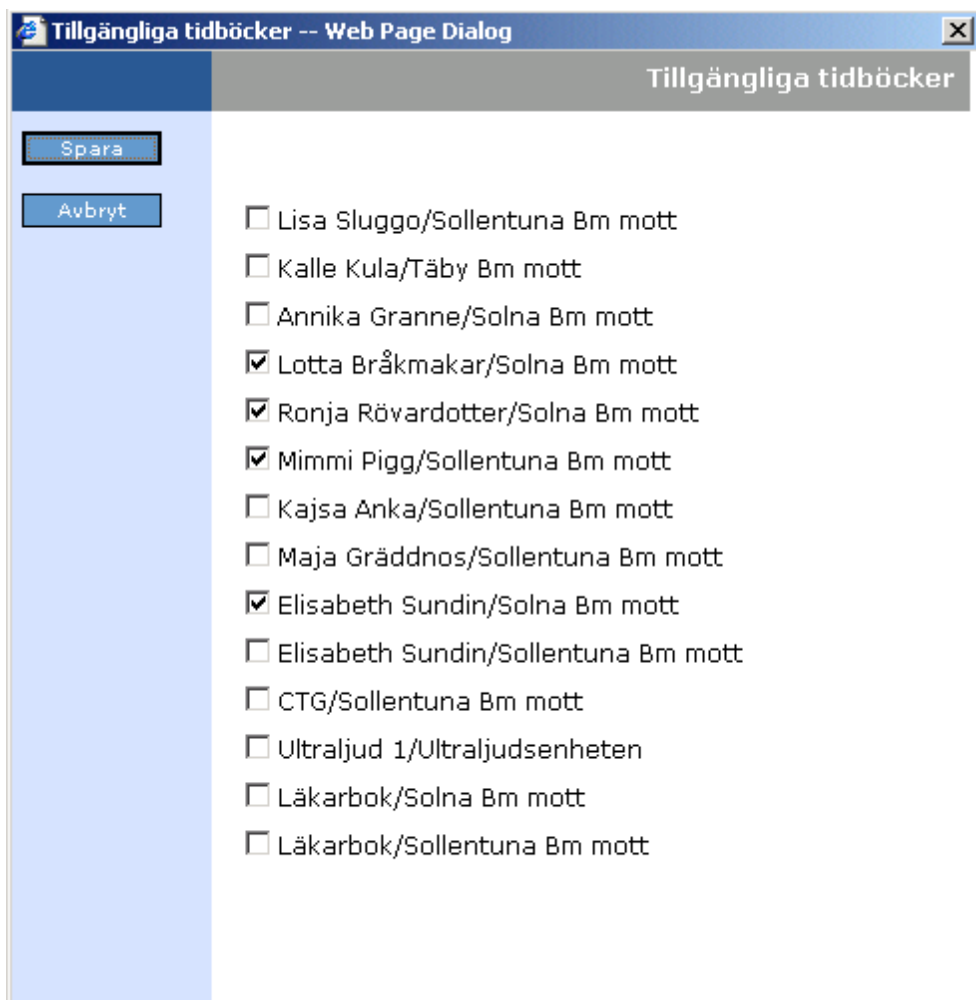 Tillgängliga tidböcker -- Web Page Dialog
Tillgängliga tidböcker
Spara
Avbryt
Lisa Sluggo/Sollentuna Bm mott
Kalle Kula/Täby Bm mott
Annika Granne/Solna Bm mott
Lotta Bråkmakar/Solna Bm mott
Ronja Rövardotter/Solna Bm mott
Mimmi Pigg/Sollentuna Bm mott
Kajsa Anka/Sollentuna Bm mott
Maja Gräddnos/Sollentuna Bm mott
Elisabeth Sundin/Solna Bm mott
Elisabeth Sundin/Sollentuna Bm mott
CTG/Sollentuna Bm mott
Ultraljud 1/Ultraljudsenheten
Läkarbok/Solna Bm mott
Läkarbok/Sollentuna Bm mott